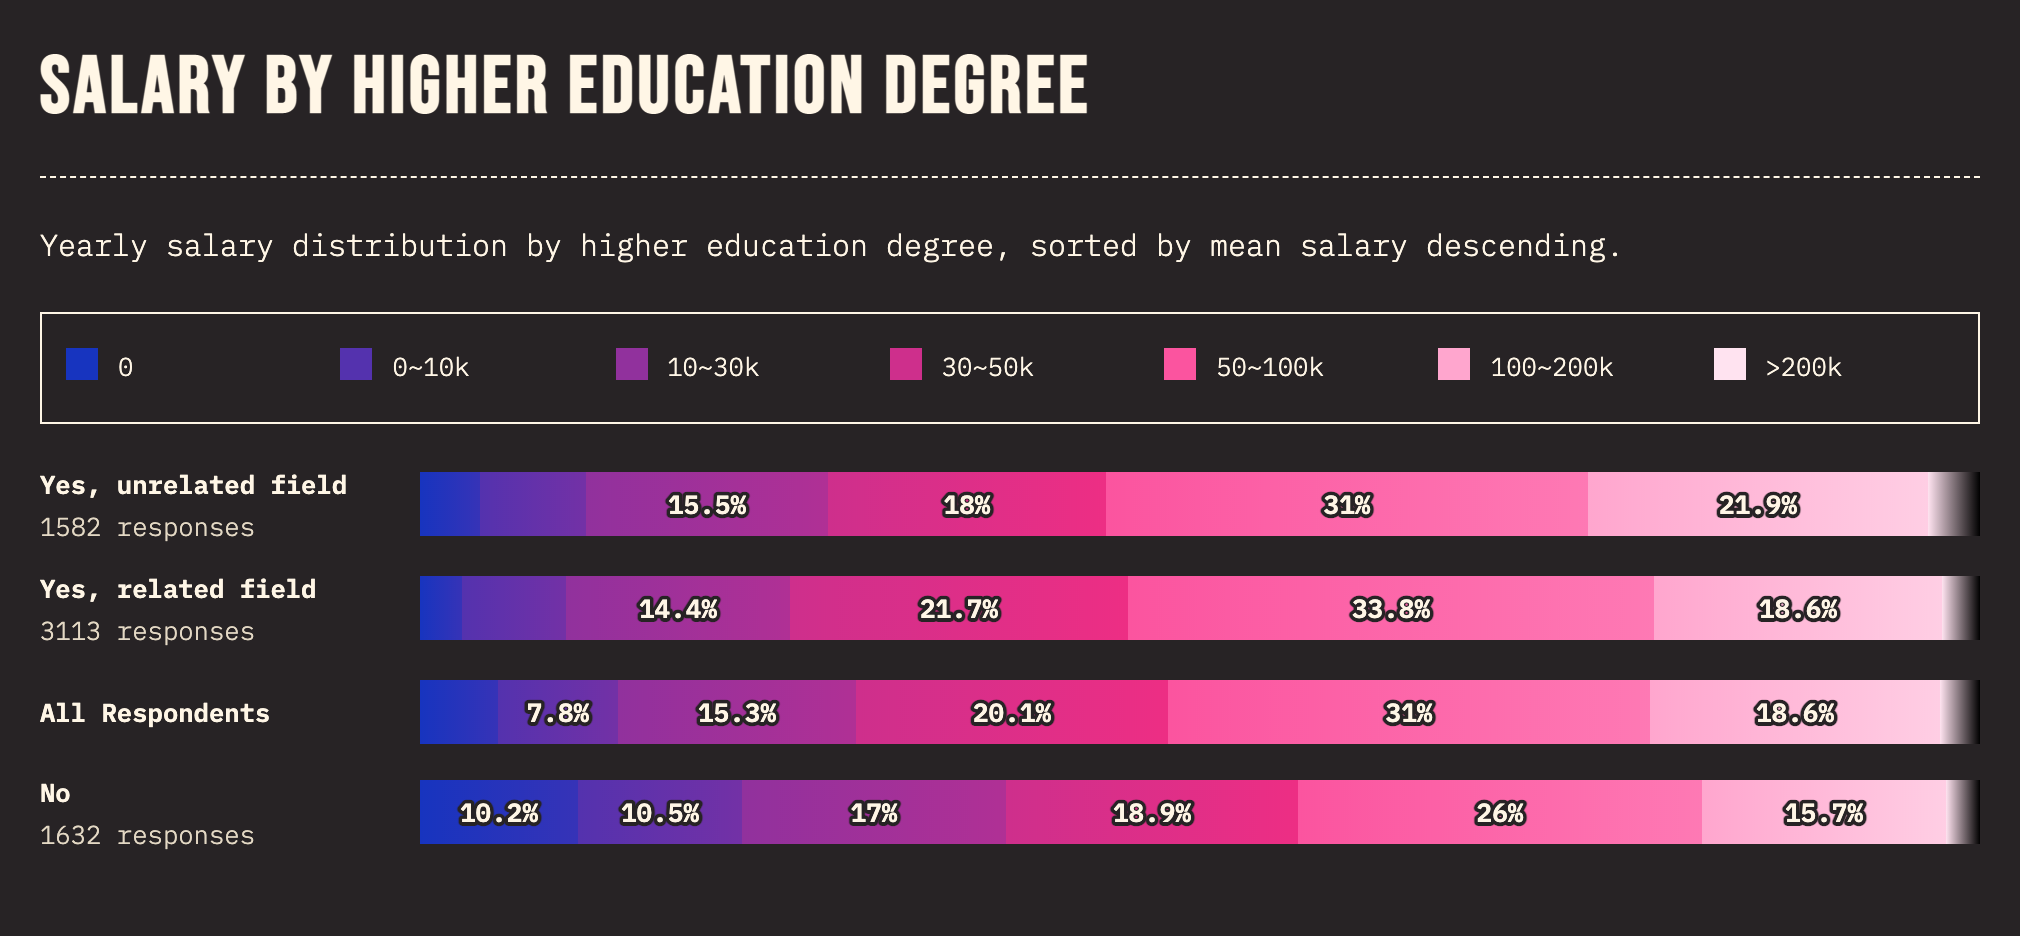 SALARY BY HIGHER EDUCATION DEGREE
Yearly salary distribution by higher education degree, sorted by mean salary descending.
0 0~10k 10~30k 30~50k 50~100k 100~200k >200k
Yes, unrelated field
1582 responses
15.5% 18% 31% 21.9%
Yes, related field
3113 responses
14.4% 21.7% 33.8% 18.6%
All Respondents
7.8% 15.3% 20.1% 31% 18.6%
No
1632 responses
10.2% 10.5% 17% 18.9% 26% 15.7%